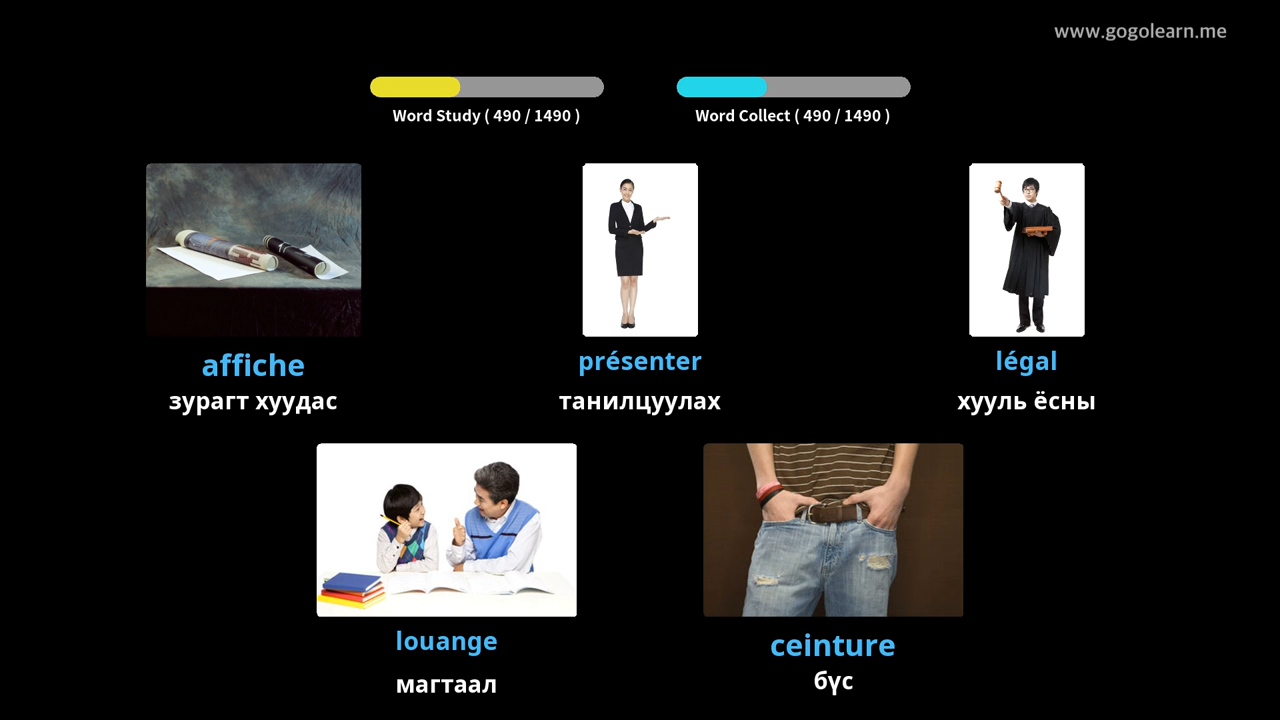 www.gogolearn.me
Word Study ( 490 / 1490 )
Word Collect ( 490 / 1490 )
affiche
зурагт хуудас
présenter
танилцуулах
légal
хууль ёсны
louange
магтаал
ceinture
бүс